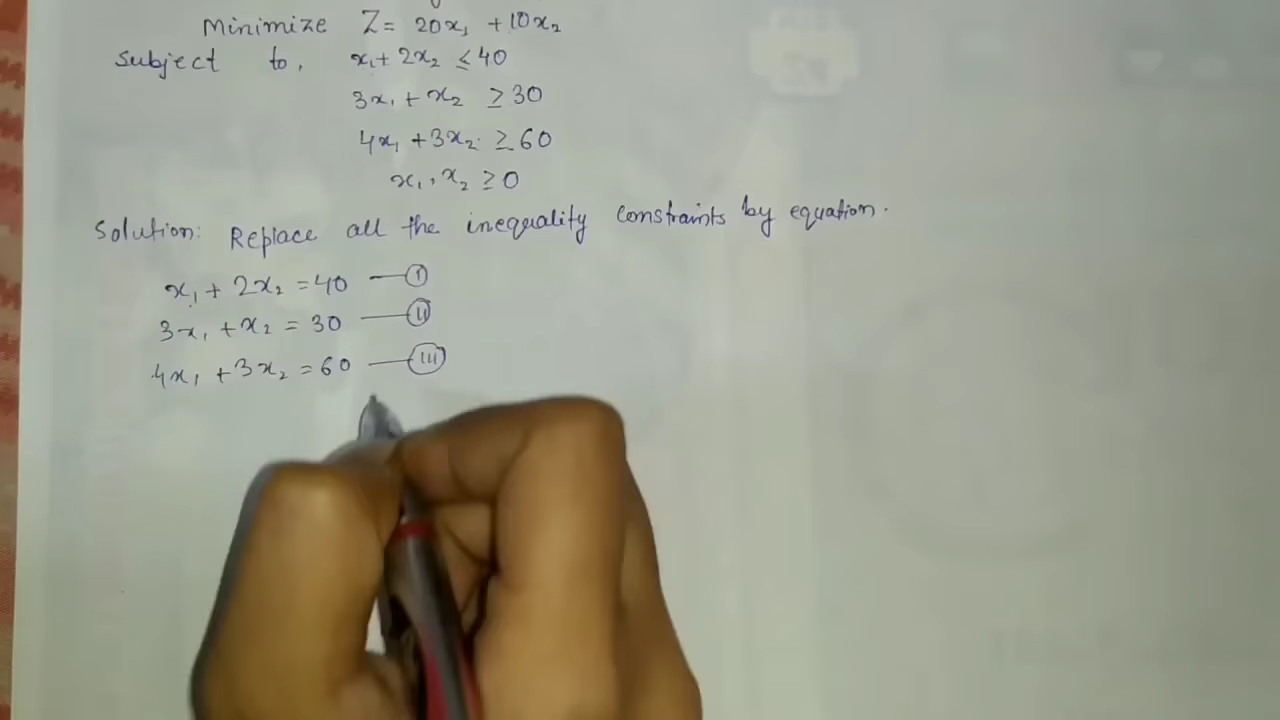 Minimize Z = 20x₁ + 10x₂
Subject to, x₁ + 2x₂ ≤ 40
3x₁ + x₂ ≥ 30
4x₁ + 3x₂ ≥ 60
x₁, x₂ ≥ 0
Solution: Replace all the inequality constraints by equation.
x₁ + 2x₂ = 40 — I
3x₁ + x₂ = 30 — II
4x₁ + 3x₂ = 60 — III